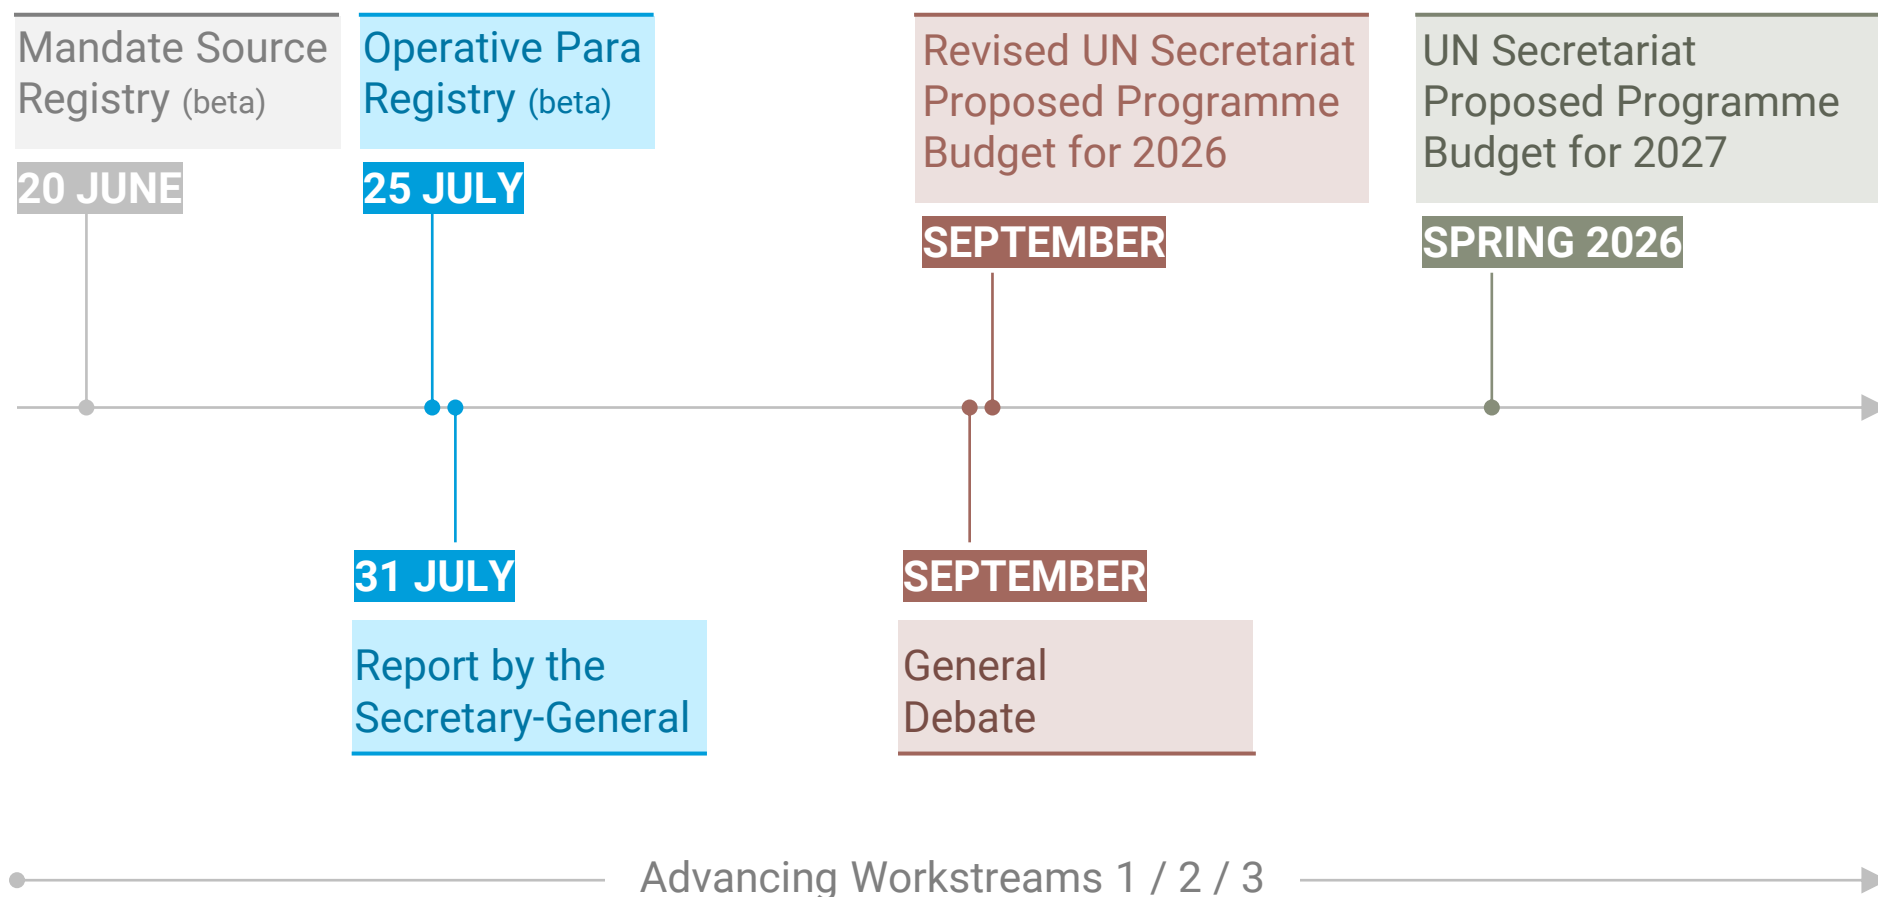 Mandate Source
Registry (beta)
20 JUNE
Operative Para
Registry (beta)
25 JULY
Revised UN Secretariat
Proposed Programme
Budget for 2026
SEPTEMBER
UN Secretariat
Proposed Programme
Budget for 2027
SPRING 2026
31 JULY
Report by the
Secretary-General
SEPTEMBER
General
Debate
Advancing Workstreams 1 / 2 / 3